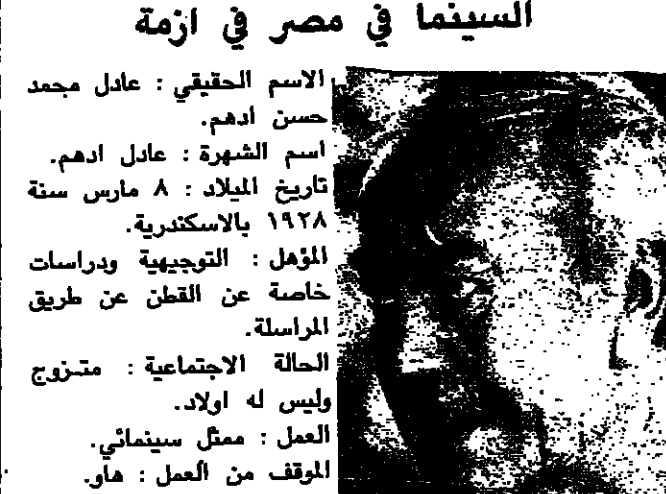 السينما في مصر في ازمة
الاسم الحقيقي : عادل محمد
حسن ادهم.
اسم الشهرة : عادل ادهم.
تاريخ الميلاد : ٨ مارس سنة
١٩٢٨ بالاسكندرية.
المؤهل : التوجيهية ودراسات
خاصة عن القطن عن طريق
المراسلة.
الحالة الاجتماعية : متزوج
وليس له اولاد.
العمل : ممثل سينمائي.
الموقف من العمل : هاو.